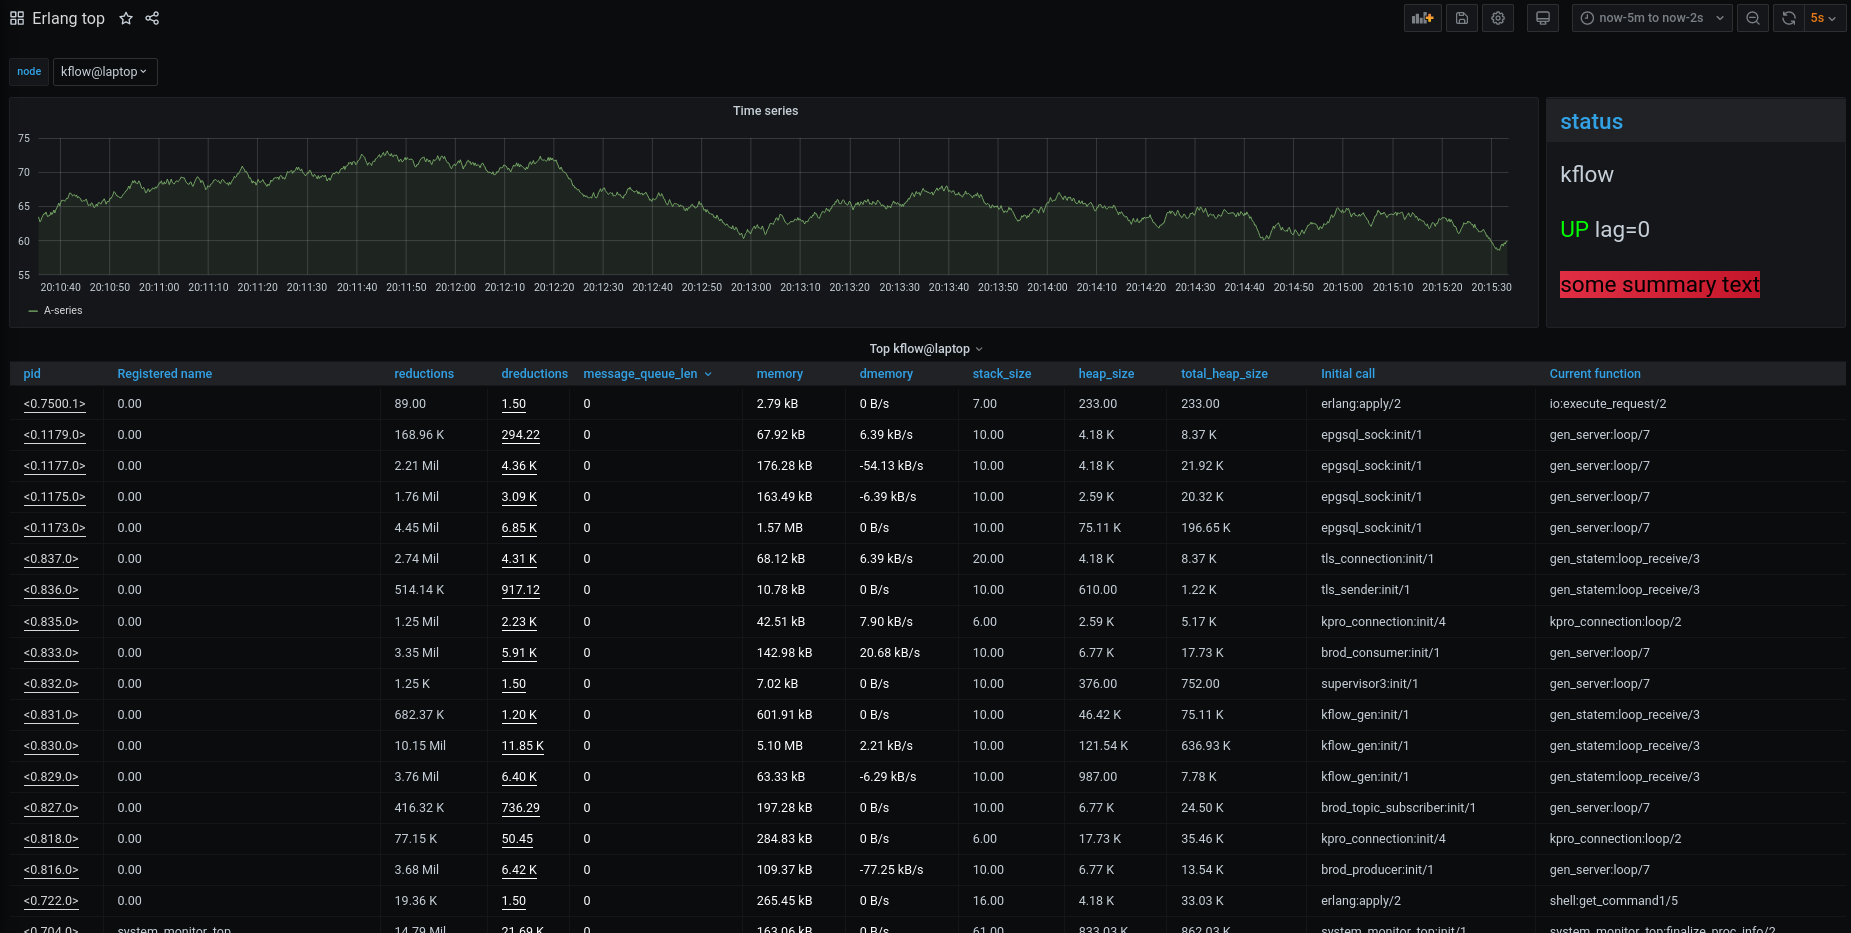 Erlang top
now-5m to now-2s
5s
node kflow@laptop
Time series
75
70
65
60
55
20:10:40 20:10:50 20:11:00 20:11:10 20:11:20 20:11:30 20:11:40 20:11:50 20:12:00 20:12:10 20:12:20 20:12:30 20:12:40 20:12:50 20:13:00 20:13:10 20:13:20 20:13:30 20:13:40 20:13:50 20:14:00 20:14:10 20:14:20 20:14:30 20:14:40 20:14:50 20:15:00 20:15:10 20:15:20 20:15:30
A-series
status
kflow
UP lag=0
some summary text
Top kflow@laptop
pid Registered name reductions dreductions message_queue_len memory dmemory stack_size heap_size total_heap_size Initial call Current function
<0.7500.1> 0.00 89.00 1.50 0 2.79 kB 0 B/s 7.00 233.00 233.00 erlang:apply/2 io:execute_request/2
<0.1179.0> 0.00 168.96 K 294.22 0 67.92 kB 6.39 kB/s 10.00 4.18 K 8.37 K epgsql_sock:init/1 gen_server:loop/7
<0.1177.0> 0.00 2.21 Mil 4.36 K 0 176.28 kB -54.13 kB/s 10.00 4.18 K 21.92 K epgsql_sock:init/1 gen_server:loop/7
<0.1175.0> 0.00 1.76 Mil 3.09 K 0 163.49 kB -6.39 kB/s 10.00 2.59 K 20.32 K epgsql_sock:init/1 gen_server:loop/7
<0.1173.0> 0.00 4.45 Mil 6.85 K 0 1.57 MB 0 B/s 10.00 75.11 K 196.65 K epgsql_sock:init/1 gen_server:loop/7
<0.837.0> 0.00 2.74 Mil 4.31 K 0 68.12 kB 6.39 kB/s 20.00 4.18 K 8.37 K tls_connection:init/1 gen_statem:loop_receive/3
<0.836.0> 0.00 514.14 K 917.12 0 10.78 kB 0 B/s 10.00 610.00 1.22 K tls_sender:init/1 gen_statem:loop_receive/3
<0.835.0> 0.00 1.25 Mil 2.23 K 0 42.51 kB 7.90 kB/s 6.00 2.59 K 5.17 K kpro_connection:init/4 kpro_connection:loop/2
<0.833.0> 0.00 3.35 Mil 5.91 K 0 142.98 kB 20.68 kB/s 10.00 6.77 K 17.73 K brod_consumer:init/1 gen_server:loop/7
<0.832.0> 0.00 1.25 K 1.50 0 7.02 kB 0 B/s 10.00 376.00 752.00 supervisor3:init/1 gen_server:loop/7
<0.831.0> 0.00 682.37 K 1.20 K 0 601.91 kB 0 B/s 10.00 46.42 K 75.11 K kflow_gen:init/1 gen_statem:loop_receive/3
<0.830.0> 0.00 10.15 Mil 11.85 K 0 5.10 MB 2.21 kB/s 10.00 121.54 K 636.93 K kflow_gen:init/1 gen_statem:loop_receive/3
<0.829.0> 0.00 3.76 Mil 6.40 K 0 63.33 kB -6.29 kB/s 10.00 987.00 7.78 K kflow_gen:init/1 gen_statem:loop_receive/3
<0.827.0> 0.00 416.32 K 736.29 0 197.28 kB 0 B/s 10.00 6.77 K 24.50 K brod_topic_subscriber:init/1 gen_server:loop/7
<0.818.0> 0.00 77.15 K 50.45 0 284.83 kB 0 B/s 6.00 17.73 K 35.46 K kpro_connection:init/4 kpro_connection:loop/2
<0.816.0> 0.00 3.68 Mil 6.42 K 0 109.37 kB -77.25 kB/s 10.00 6.77 K 13.54 K brod_producer:init/1 gen_server:loop/7
<0.722.0> 0.00 19.36 K 1.50 0 265.45 kB 0 B/s 16.00 4.18 K 33.03 K erlang:apply/2 shell:get_command1/5
<0.704.0> system_monitor_top 14.79 Mil 21.69 K 0 163.06 kB 0 B/s 61.00 833.03 K 862.03 K system_monitor_top:init/1 system_monitor_top:finalize_proc_info/2